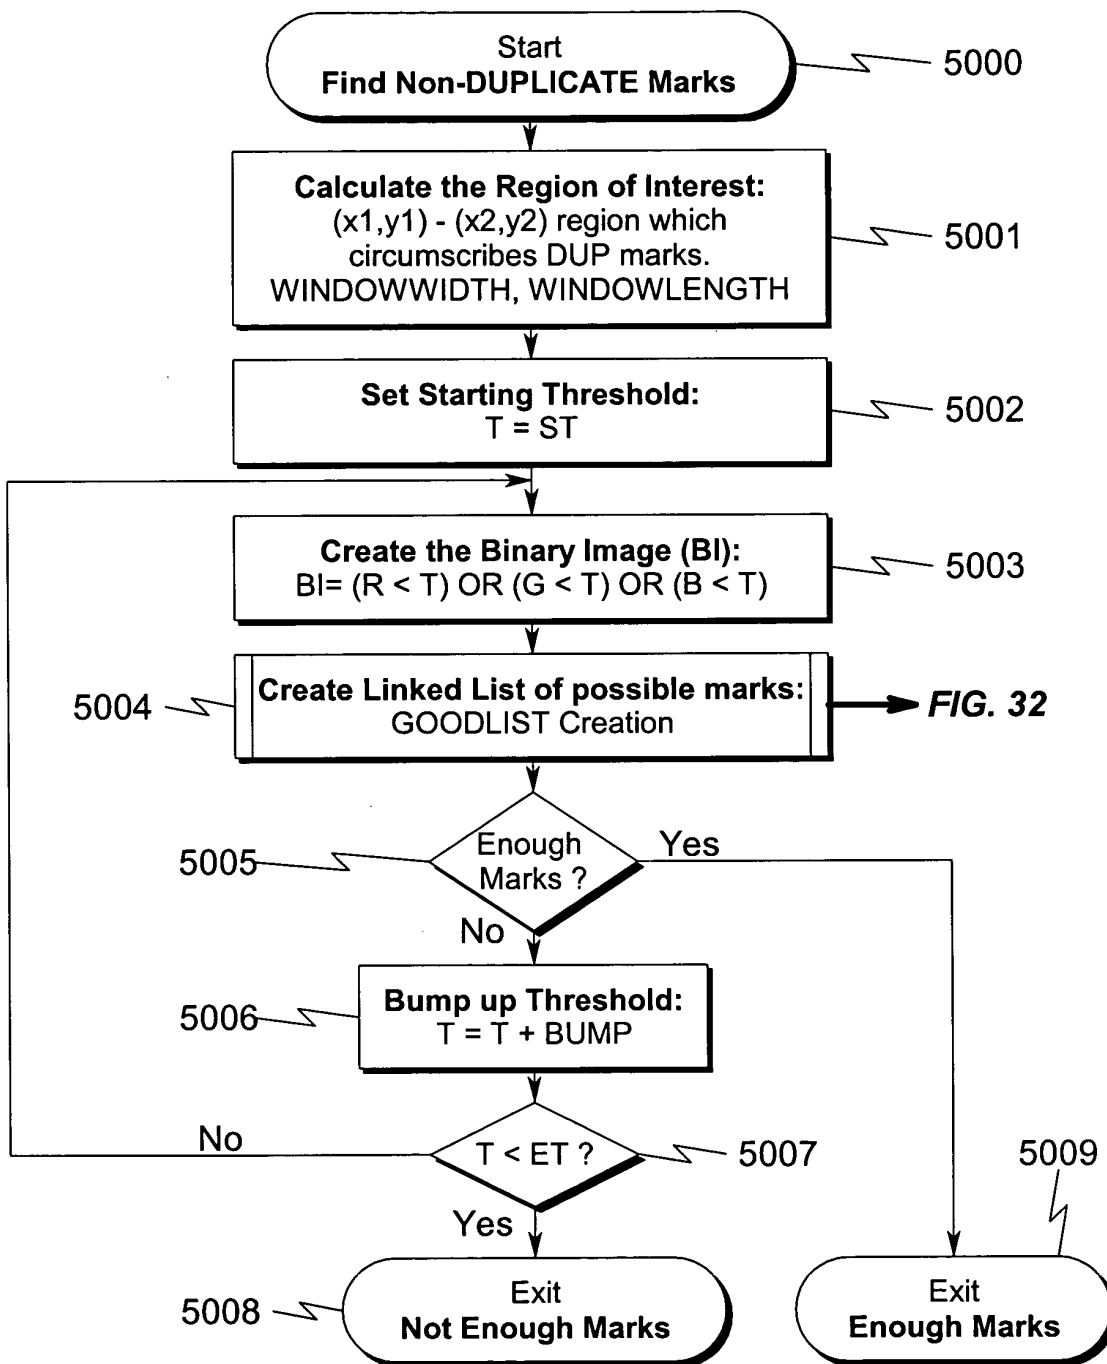 Start
Find Non-DUPLICATE Marks
5000
Calculate the Region of Interest:
(x1,y1) - (x2,y2) region which
circumscribes DUP marks.
WINDOWWIDTH, WINDOWLENGTH
5001
Set Starting Threshold:
T = ST
5002
Create the Binary Image (BI):
BI= (R < T) OR (G < T) OR (B < T)
5003
Create Linked List of possible marks:
GOODLIST Creation
5004
FIG. 32
Enough
Marks ?
5005
Yes
No
Bump up Threshold:
T = T + BUMP
5006
T < ET ?
5007
No
Yes
5009
Exit
Not Enough Marks
5008
Exit
Enough Marks